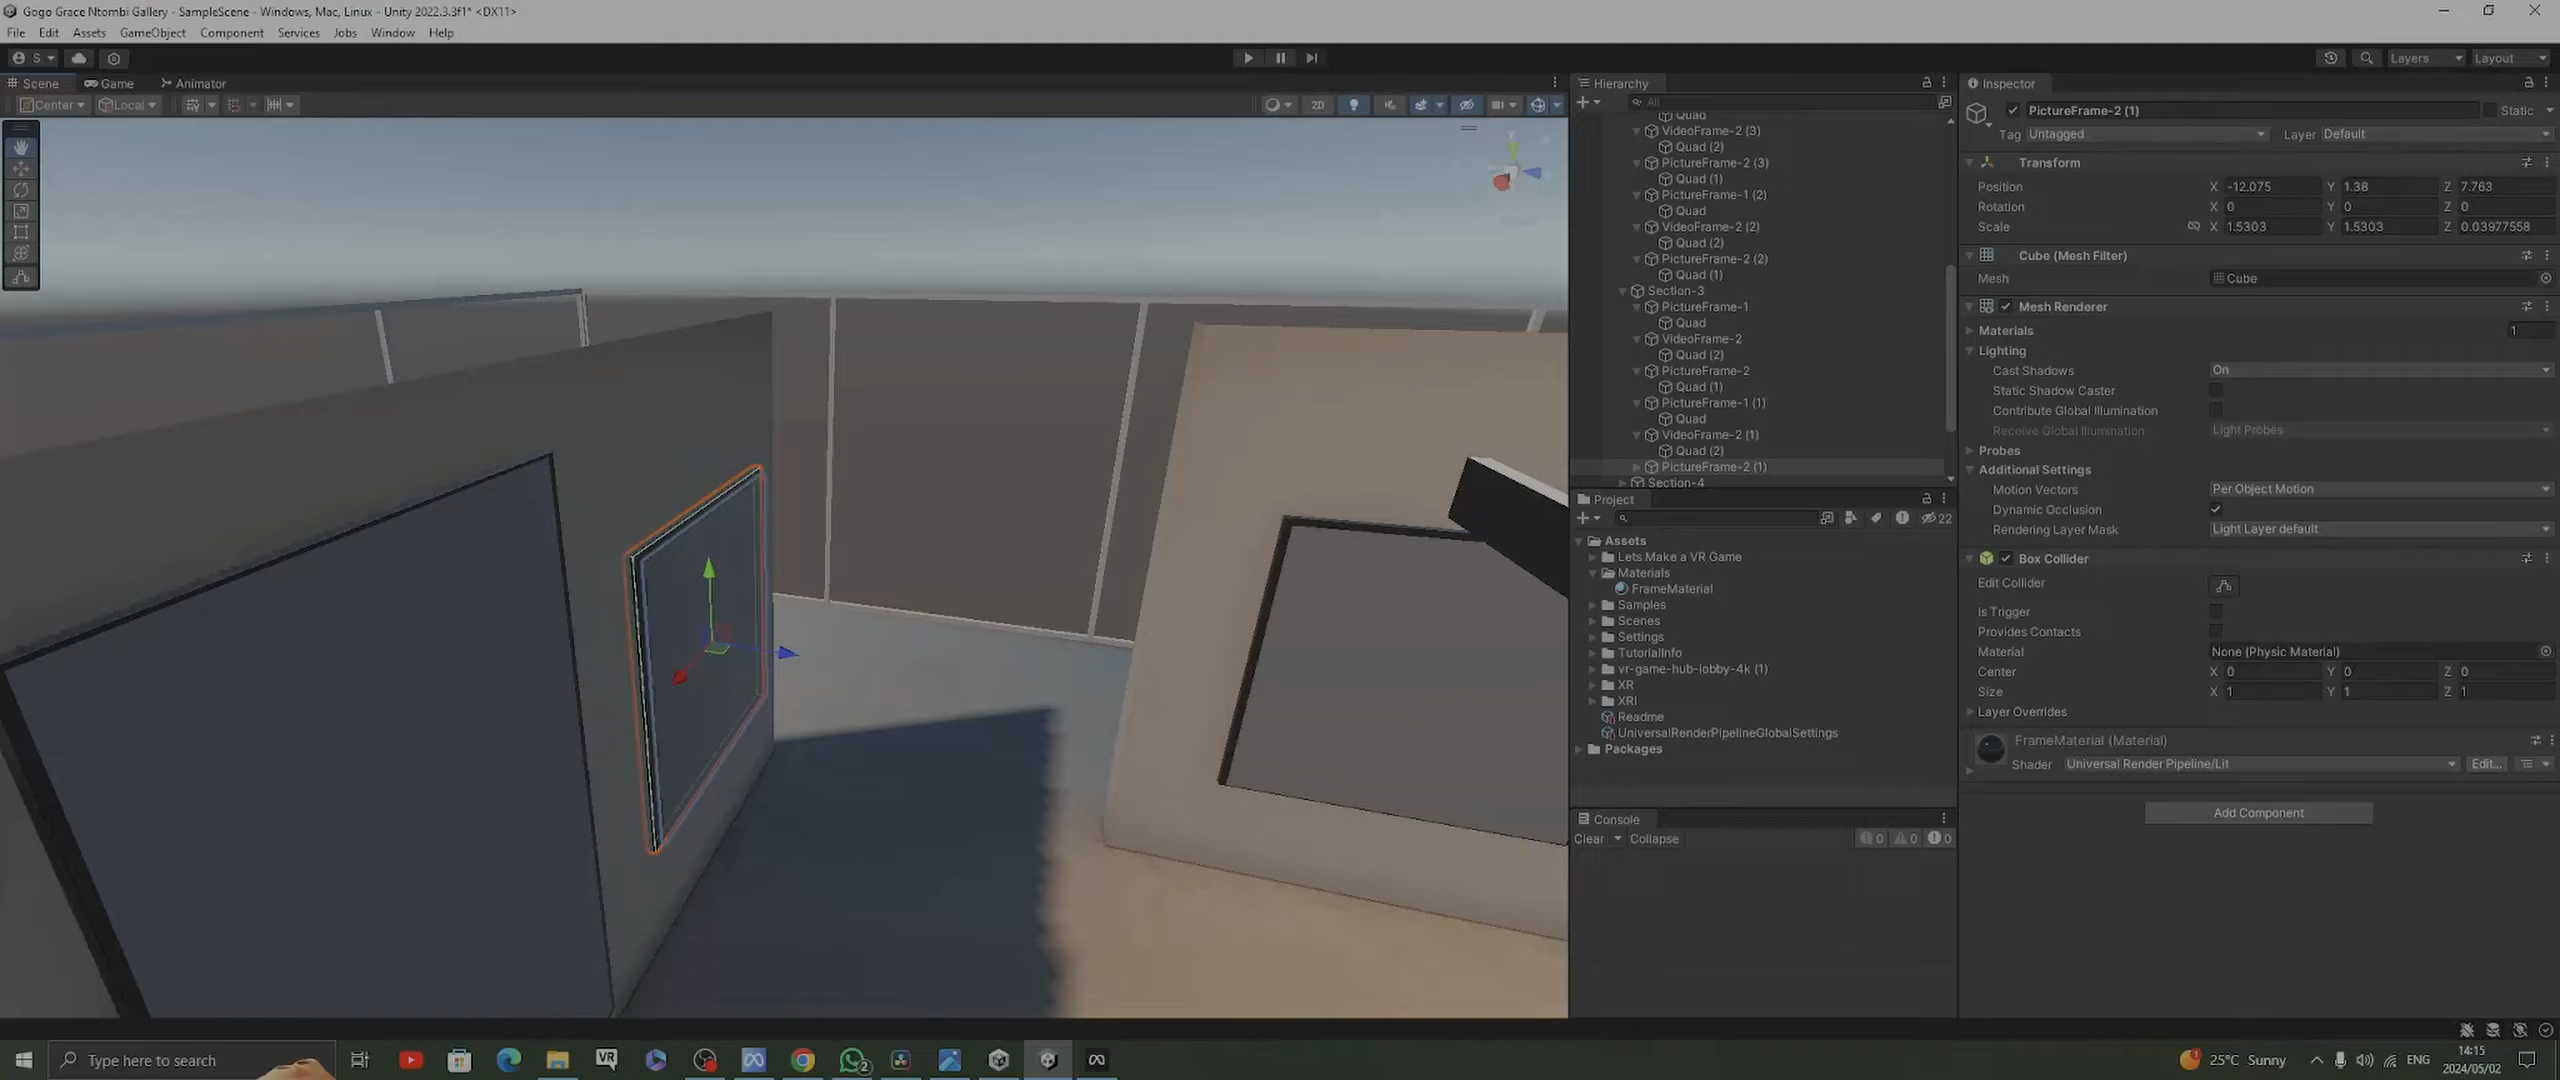 Gogo Grace Ntombi Gallery - SampleScene - Windows, Mac, Linux - Unity 2022.3.3f1* <DX11>
File Edit Assets GameObject Component Services Jobs Window Help
S Layers Layout
Scene Game Animator
Center Local 2D
Hierarchy
All
Quad
VideoFrame-2 (3)
Quad (2)
PictureFrame-2 (3)
Quad (1)
PictureFrame-1 (2)
Quad
VideoFrame-2 (2)
Quad (2)
PictureFrame-2 (2)
Quad (1)
Section-3
PictureFrame-1
Quad
VideoFrame-2
Quad (2)
PictureFrame-2
Quad (1)
PictureFrame-1 (1)
Quad
VideoFrame-2 (1)
Quad (2)
PictureFrame-2 (1)
Section-4
Project
22
Assets
Lets Make a VR Game
Materials
FrameMaterial
Samples
Scenes
Settings
TutorialInfo
vr-game-hub-lobby-4k (1)
XR
XRI
Readme
UniversalRenderPipelineGlobalSettings
Packages
Console
Clear Collapse 0 0 0
Inspector
PictureFrame-2 (1) Static
Tag Untagged Layer Default
Transform
Position X -12.075 Y 1.38 Z 7.763
Rotation X 0 Y 0 Z 0
Scale X 1.5303 Y 1.5303 Z 0.03977558
Cube (Mesh Filter)
Mesh Cube
Mesh Renderer
Materials 1
Lighting
Cast Shadows On
Static Shadow Caster
Contribute Global Illumination
Receive Global Illumination Light Probes
Probes
Additional Settings
Motion Vectors Per Object Motion
Dynamic Occlusion
Rendering Layer Mask Light Layer default
Box Collider
Edit Collider
Is Trigger
Provides Contacts
Material None (Physic Material)
Center X 0 Y 0 Z 0
Size X 1 Y 1 Z 1
Layer Overrides
FrameMaterial (Material)
Shader Universal Render Pipeline/Lit Edit...
Add Component
Type here to search VR 2 1 25°C Sunny ENG 14:15
2024/05/02